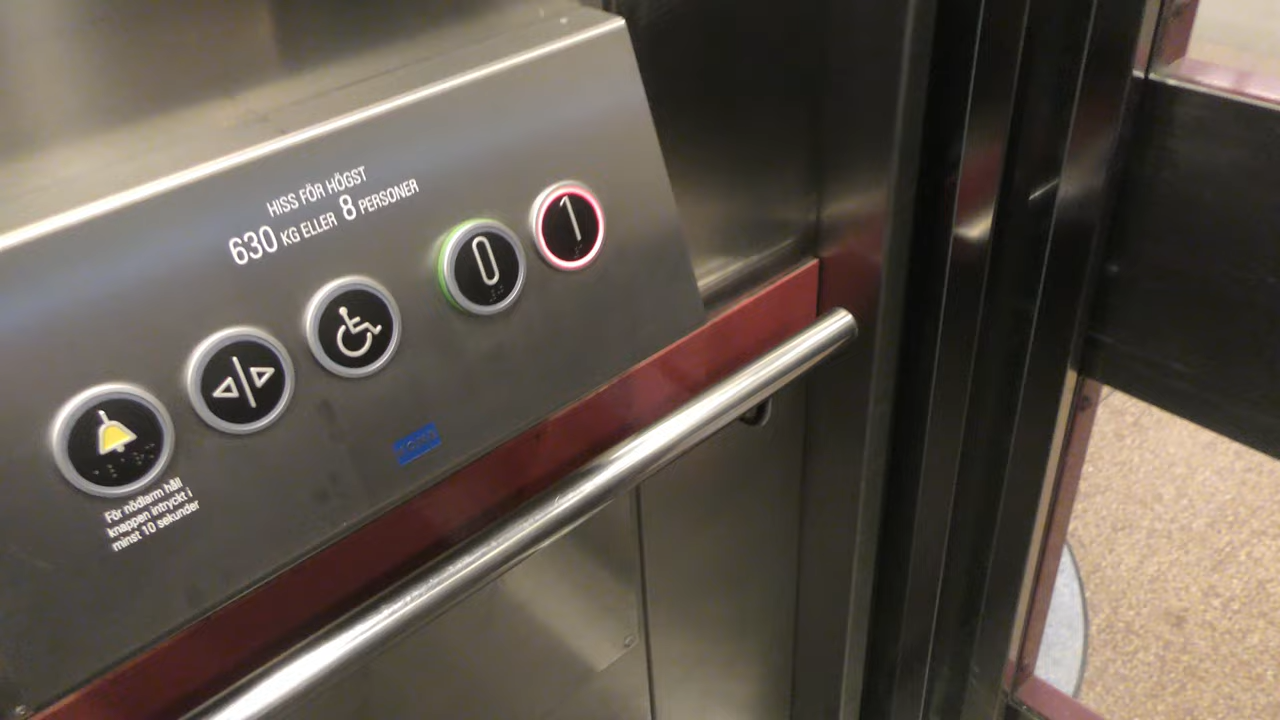 HISS FÖR HÖGST
630 KG ELLER 8 PERSONER
0
1
För nödlarm håll
knappen intryckt i
minst 10 sekunder